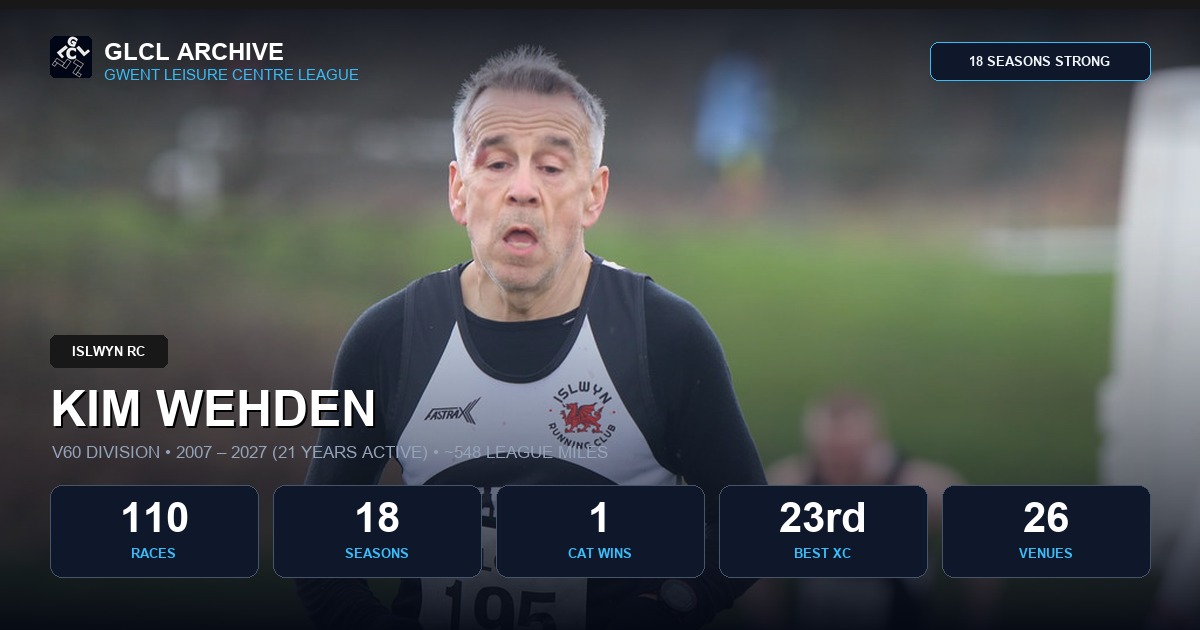 GLCL ARCHIVE
GWENT LEISURE CENTRE LEAGUE
18 SEASONS STRONG
ISLWYN RC
KIM WEHDEN
V60 DIVISION • 2007 – 2027 (21 YEARS ACTIVE) • ~548 LEAGUE MILES
FASTRAX
ISLWYN
RUNNING CLUB
110
RACES
18
SEASONS
1
CAT WINS
23rd
BEST XC
26
VENUES
195